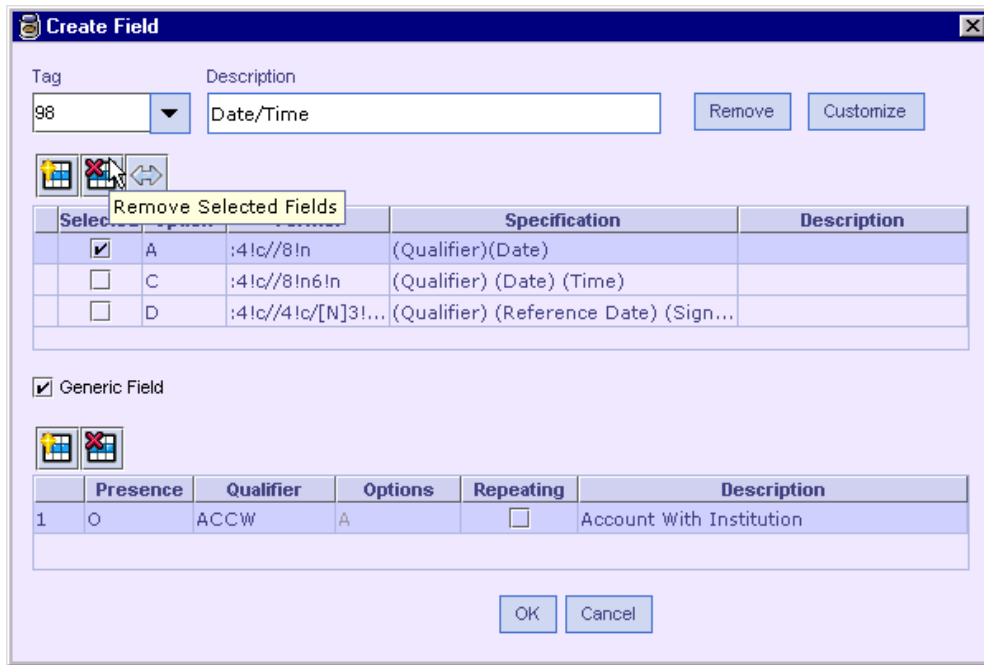 Create Field
Tag Description
98 Date/Time Remove Customize
Remove Selected Fields
Specification Description
A :4!c//8!n (Qualifier)(Date)
C :4!c//8!n6!n (Qualifier) (Date) (Time)
D :4!c//4!c/[N]3!... (Qualifier) (Reference Date) (Sign...
Generic Field
Presence Qualifier Options Repeating Description
1 O ACCW A Account With Institution
OK Cancel